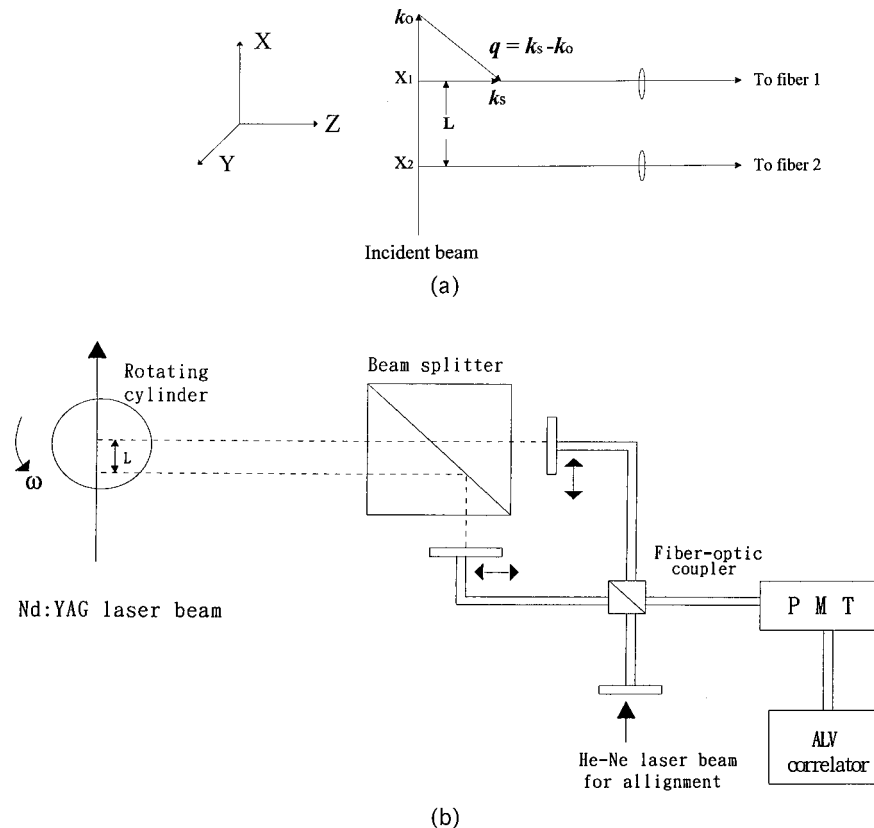 X
Z
Y
k₀
q = kₛ - k₀
X₁
kₛ
To fiber 1
L
X₂
To fiber 2
Incident beam
(a)
Beam splitter
Rotating
cylinder
L
ω
Fiber-optic
coupler
Nd:YAG laser beam
P M T
He-Ne laser beam
for allignment
ALV
correlator
(b)